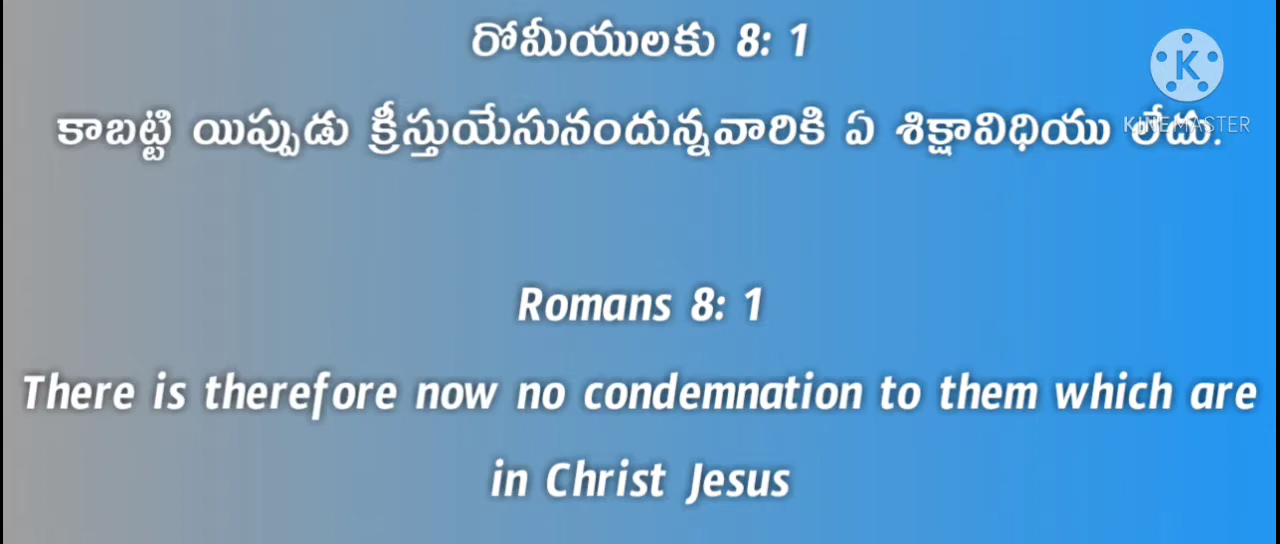 రోమీయులకు 8: 1
K
కాబట్టి యిప్పుడు క్రీస్తుయేసునందున్నవారికి ఏ శిక్షావిధియు లేడు.
KINEMASTER
Romans 8: 1
There is therefore now no condemnation to them which are
in Christ Jesus